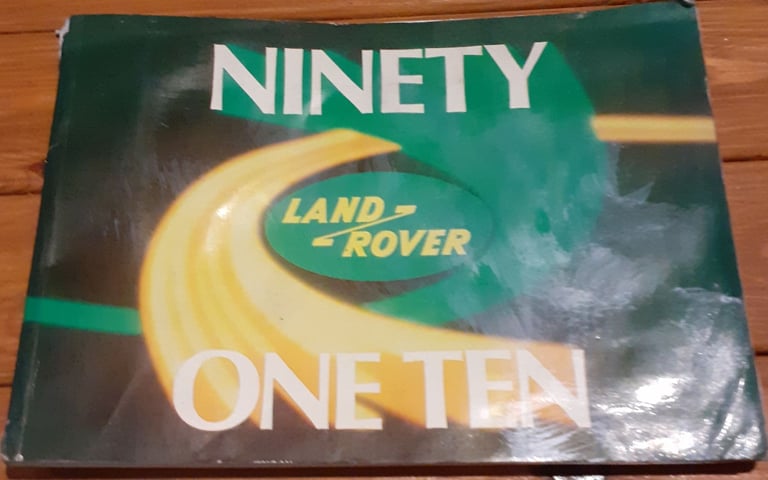 NINETY
LAND
ROVER
ONE TEN